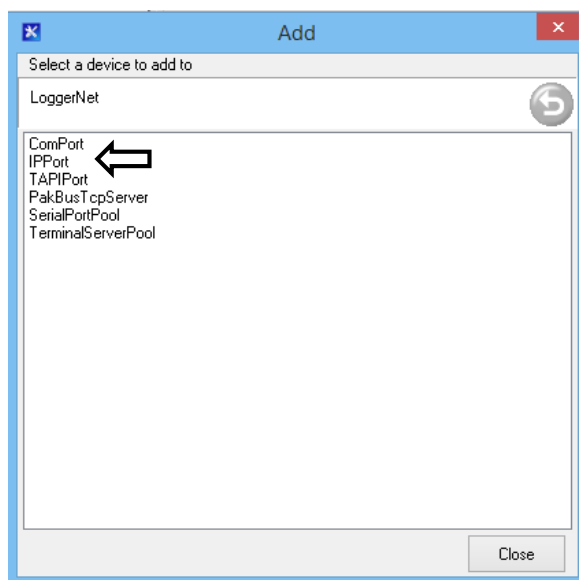 Add
Select a device to add to
LoggerNet
ComPort
IPPort
TAPIPort
PakBusTcpServer
SerialPortPool
TerminalServerPool
Close